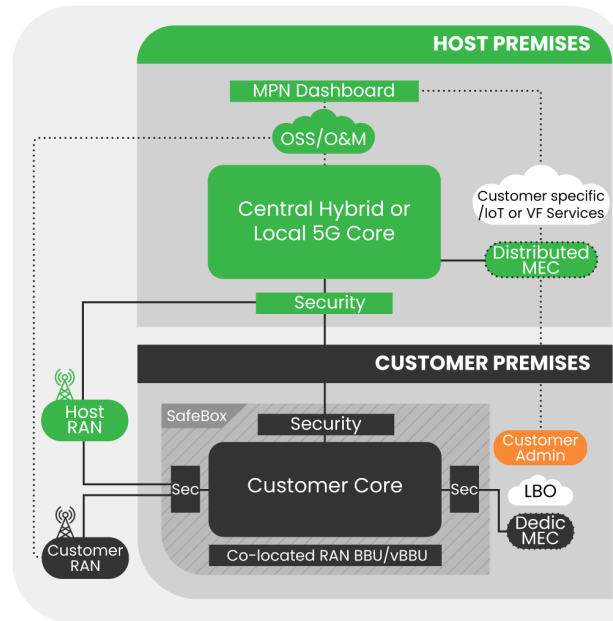 HOST PREMISES
MPN Dashboard
OSS/O&M
Central Hybrid or
Local 5G Core
Customer specific
/IoT or VF Services
Distributed
MEC
Security
CUSTOMER PREMISES
Host
RAN
SafeBox
Security
Customer
Admin
Sec
Customer Core
Sec
LBO
Dedic
MEC
Customer
RAN
Co-located RAN BBU/vBBU